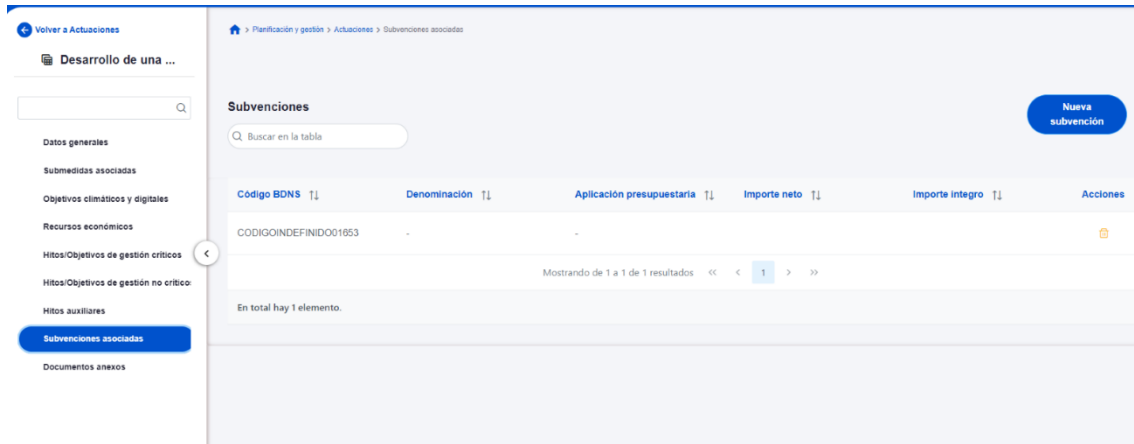 Volver a Actuaciones
Desarrollo de una ...
Datos generales
Submedidas asociadas
Objetivos climáticos y digitales
Recursos económicos
Hitos/Objetivos de gestión críticos
Hitos/Objetivos de gestión no críticos
Hitos auxiliares
Subvenciones asociadas
Documentos anexos
> Planificación y gestión > Actuaciones > Subvenciones asociadas
Subvenciones
Nueva
subvención
Buscar en la tabla
Código BDNS Denominación Aplicación presupuestaria Importe neto Importe integro Acciones
CODIGOINDEFINIDO01653 - -
Mostrando de 1 a 1 de 1 resultados << < 1 > >>
En total hay 1 elemento.